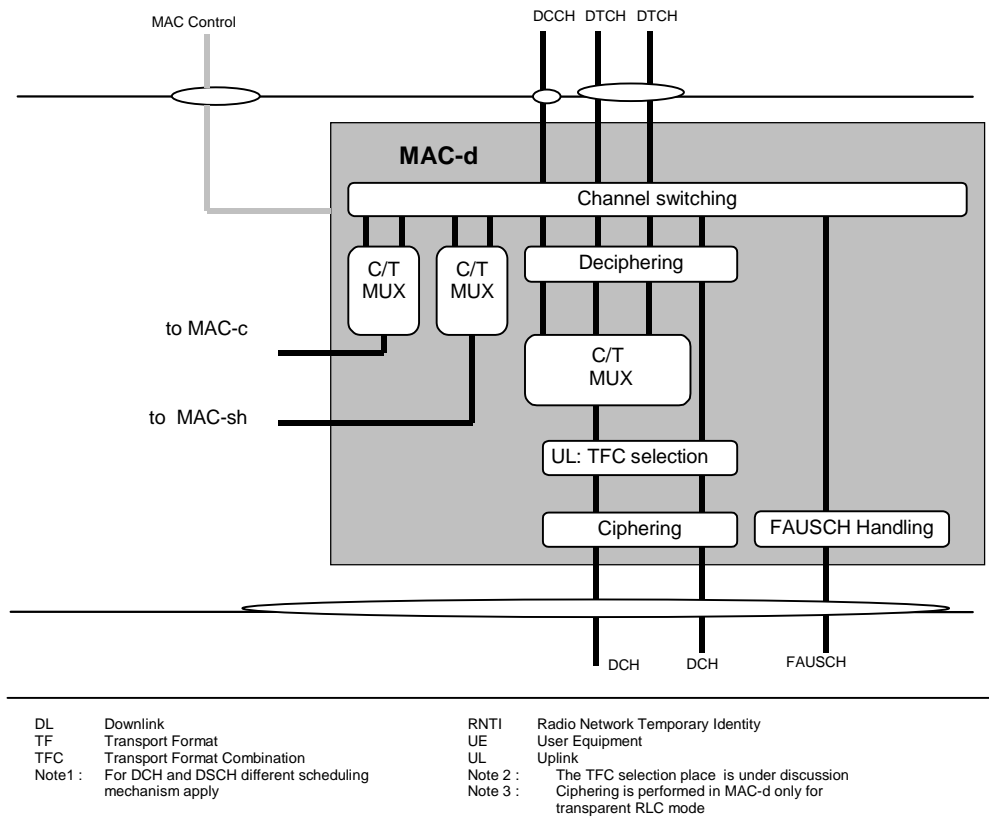 MAC Control
DCCH DTCH DTCH
MAC-d
Channel switching
C/T
MUX
C/T
MUX
Deciphering
to MAC-c
C/T
MUX
to MAC-sh
UL: TFC selection
Ciphering
FAUSCH Handling
DCH
DCH
FAUSCH
DL Downlink
TF Transport Format
TFC Transport Format Combination
Note1 : For DCH and DSCH different scheduling
mechanism apply
RNTI Radio Network Temporary Identity
UE User Equipment
UL Uplink
Note 2 : The TFC selection place is under discussion
Note 3 : Ciphering is performed in MAC-d only for
transparent RLC mode